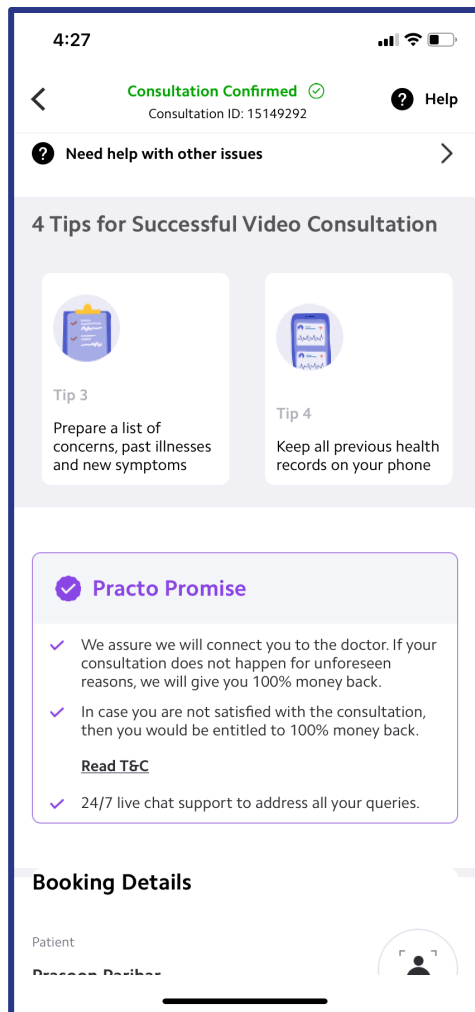 4:27
Consultation Confirmed
Consultation ID: 15149292
? Help
? Need help with other issues
4 Tips for Successful Video Consultation
Tip 3
Prepare a list of
concerns, past illnesses
and new symptoms
Tip 4
Keep all previous health
records on your phone
Practo Promise
We assure we will connect you to the doctor. If your
consultation does not happen for unforeseen
reasons, we will give you 100% money back.
In case you are not satisfied with the consultation,
then you would be entitled to 100% money back.
Read T&C
24/7 live chat support to address all your queries.
Booking Details
Patient
Prasoon Parihar